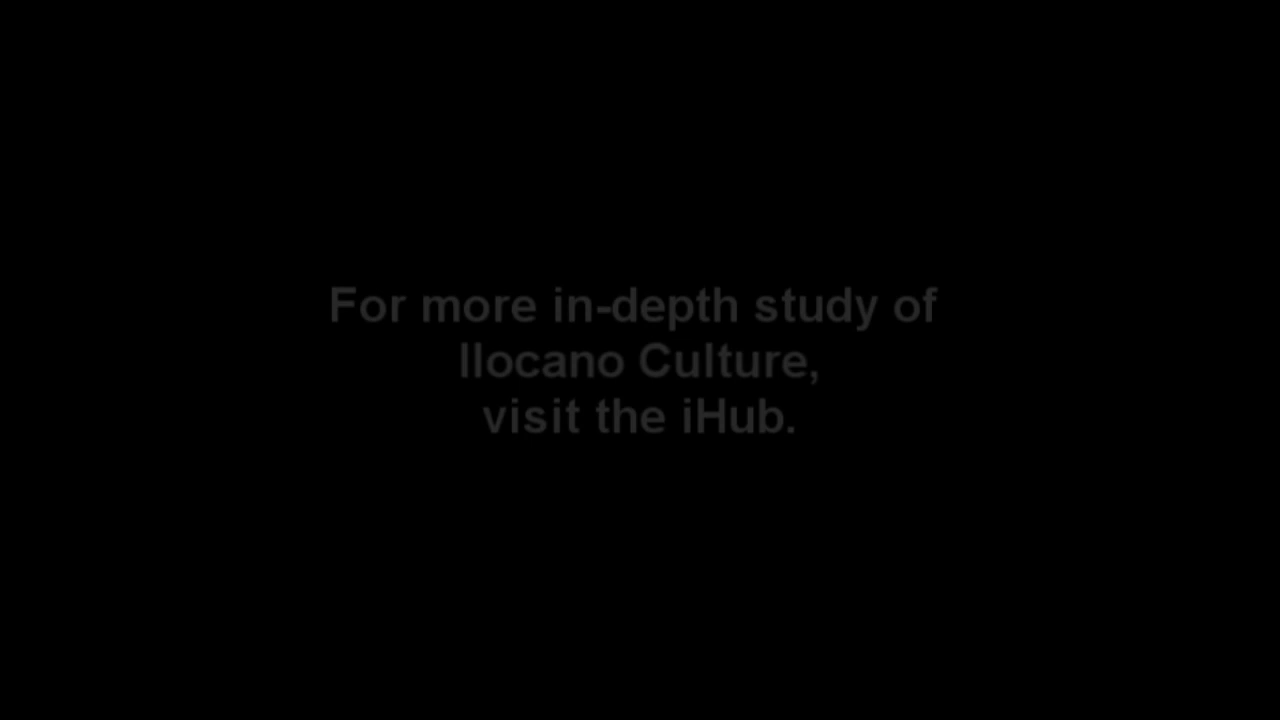 For more in-depth study of
Ilocano Culture,
visit the iHub.